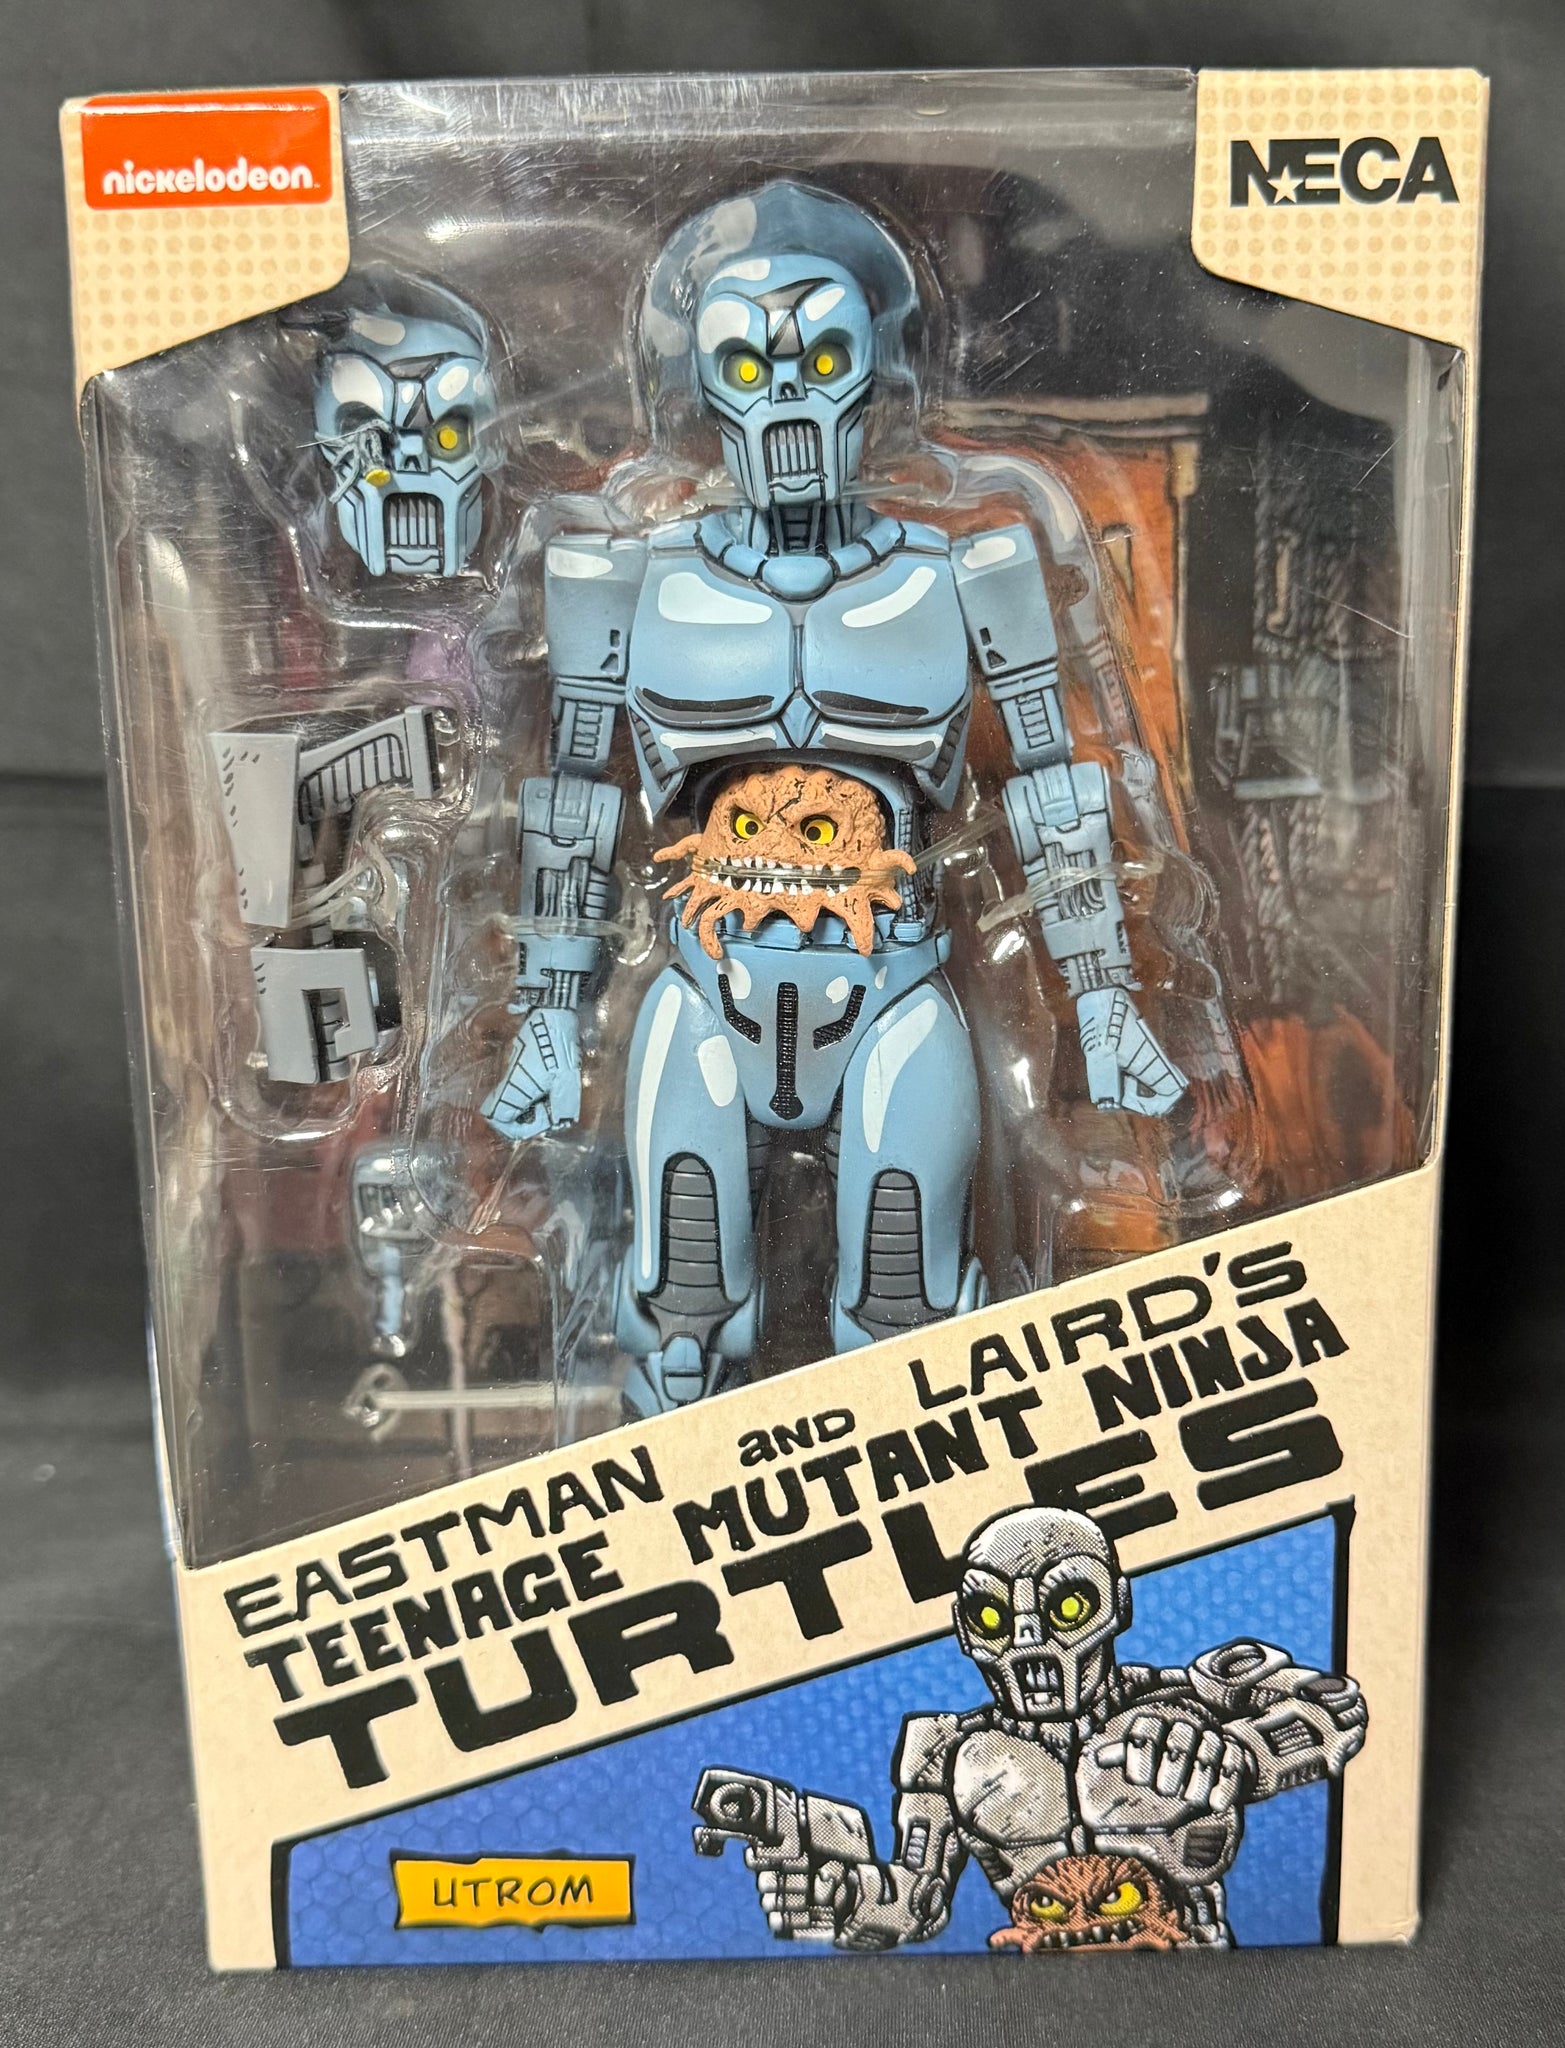 nickelodeon
NECA
EASTMAN AND LAIRD'S
TEENAGE MUTANT NINJA
TURTLES
UTROM